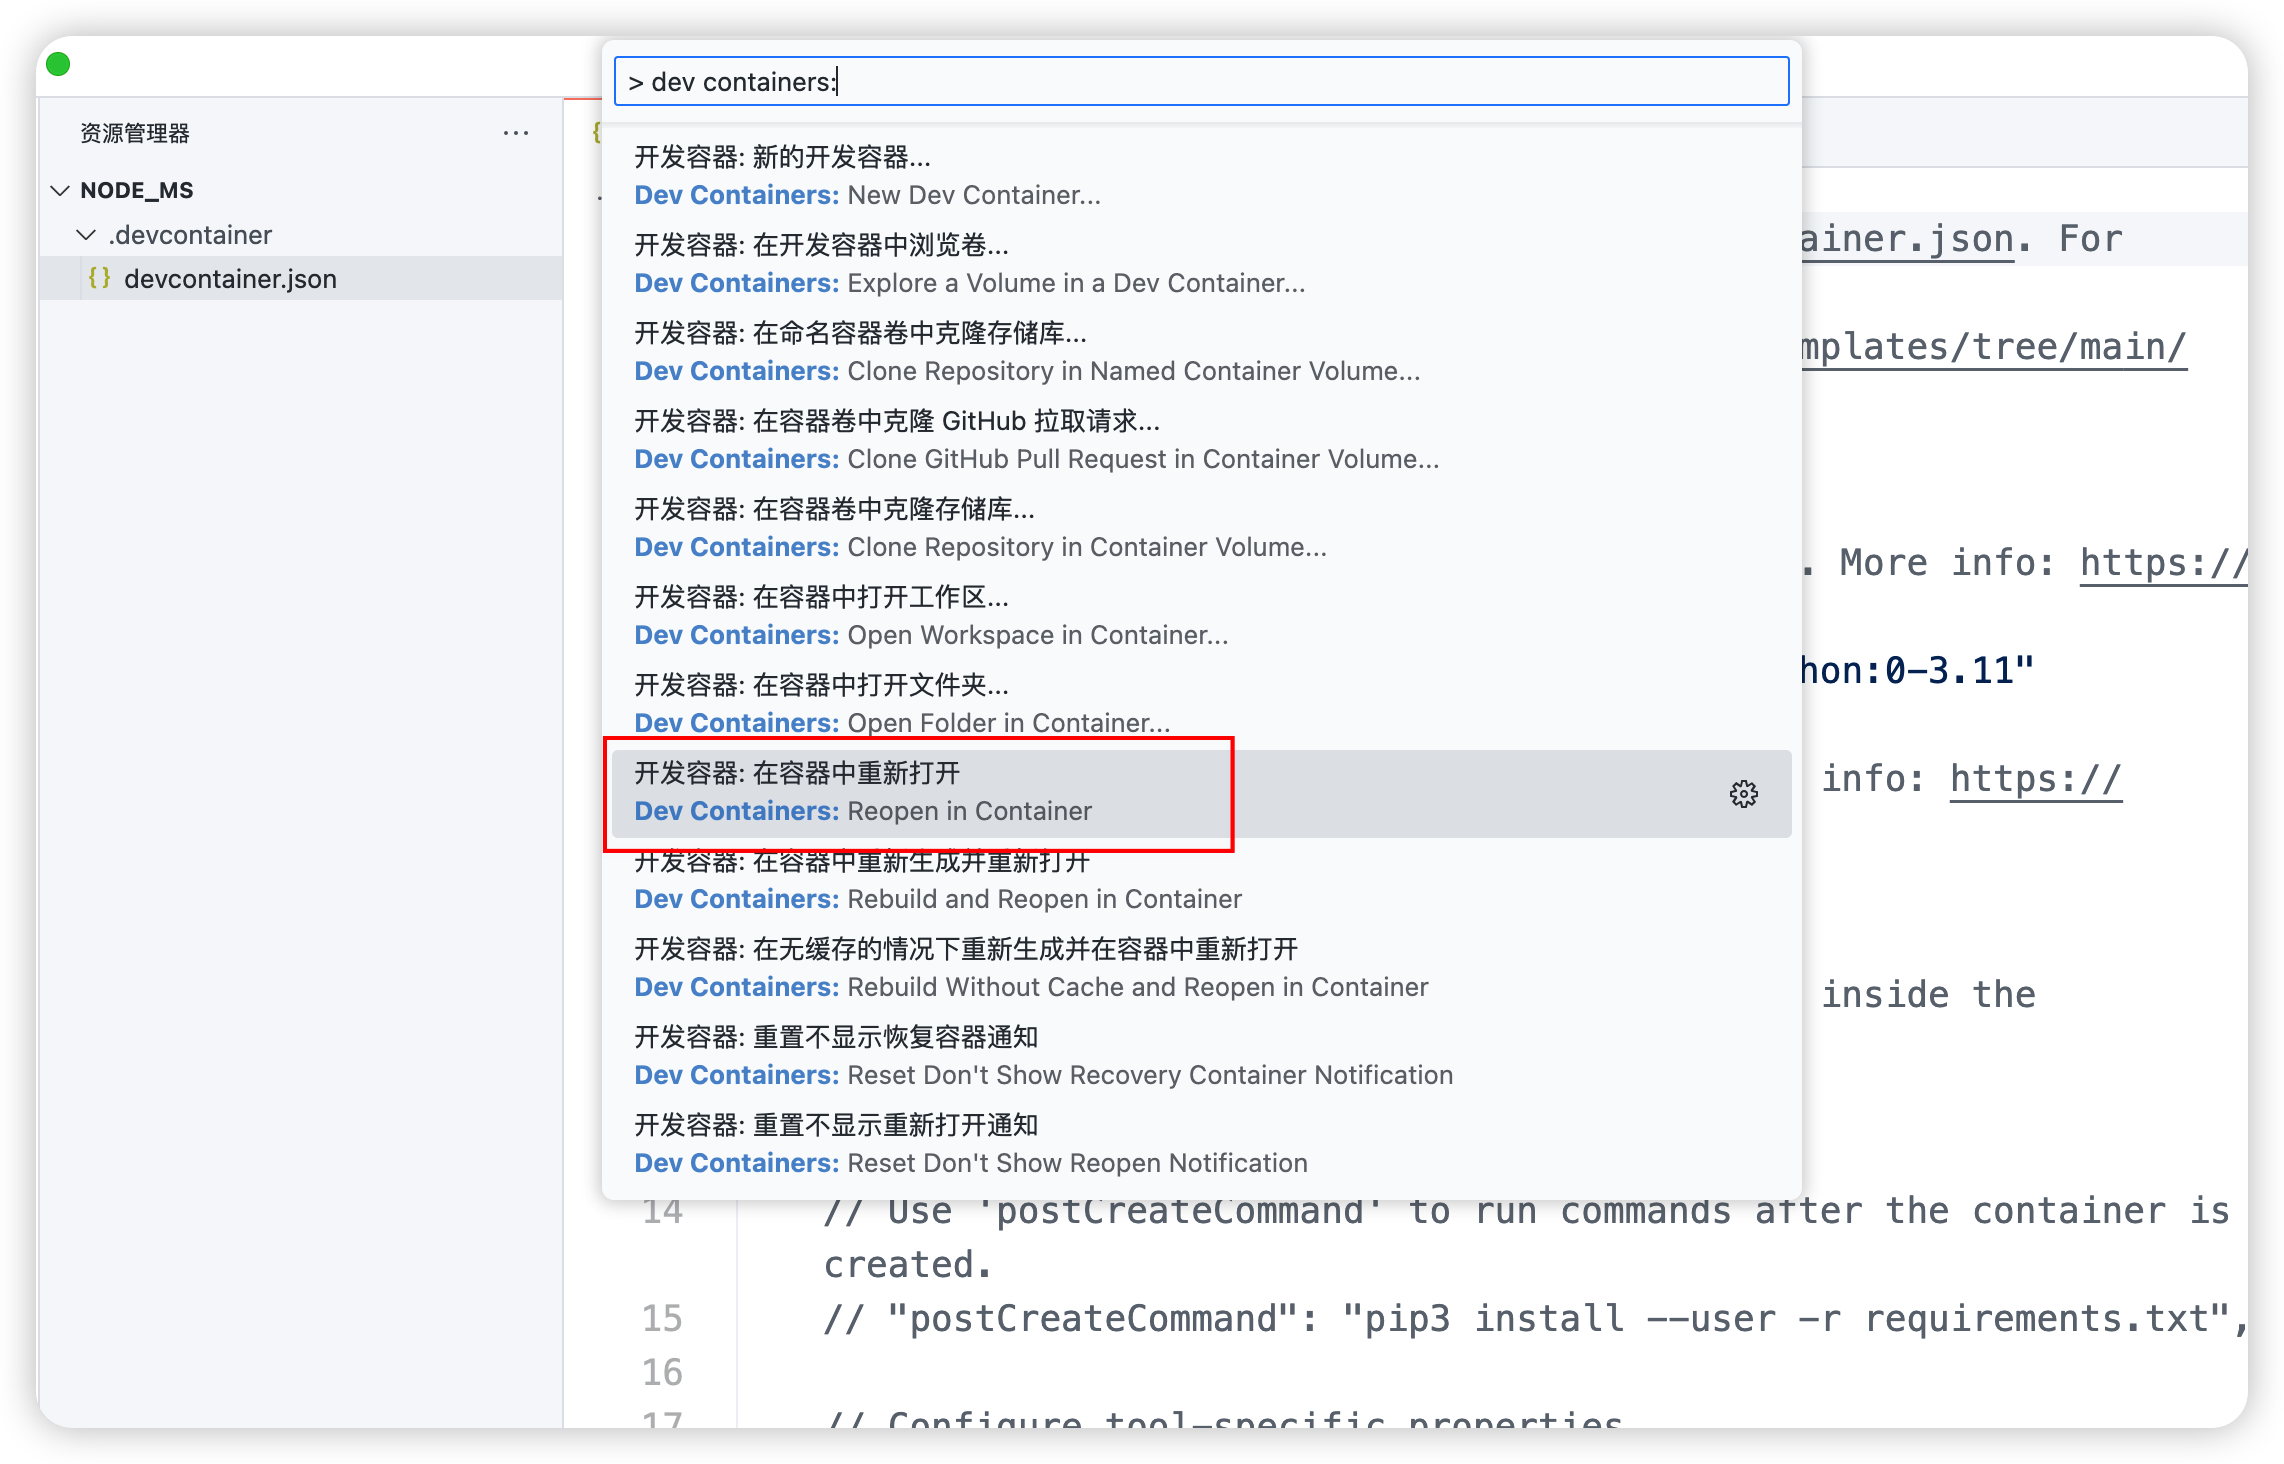 > dev containers:
资源管理器
NODE_MS
.devcontainer
{} devcontainer.json
开发容器: 新的开发容器...
Dev Containers: New Dev Container...
开发容器: 在开发容器中浏览卷...
Dev Containers: Explore a Volume in a Dev Container...
开发容器: 在命名容器卷中克隆存储库...
Dev Containers: Clone Repository in Named Container Volume...
开发容器: 在容器卷中克隆 GitHub 拉取请求...
Dev Containers: Clone GitHub Pull Request in Container Volume...
开发容器: 在容器卷中克隆存储库...
Dev Containers: Clone Repository in Container Volume...
开发容器: 在容器中打开工作区...
Dev Containers: Open Workspace in Container...
开发容器: 在容器中打开文件夹...
Dev Containers: Open Folder in Container...
开发容器: 在容器中重新打开
Dev Containers: Reopen in Container
开发容器: 在容器中重新生成并重新打开
Dev Containers: Rebuild and Reopen in Container
开发容器: 在无缓存的情况下重新生成并在容器中重新打开
Dev Containers: Rebuild Without Cache and Reopen in Container
开发容器: 重置不显示恢复容器通知
Dev Containers: Reset Don't Show Recovery Container Notification
开发容器: 重置不显示重新打开通知
Dev Containers: Reset Don't Show Reopen Notification
ainer.json. For
mplates/tree/main/
. More info: https://
hon:0-3.11"
info: https://
inside the
14 // Use 'postCreateCommand' to run commands after the container is
created.
15 // "postCreateCommand": "pip3 install --user -r requirements.txt",
16
17 // Configure tool-specific properties